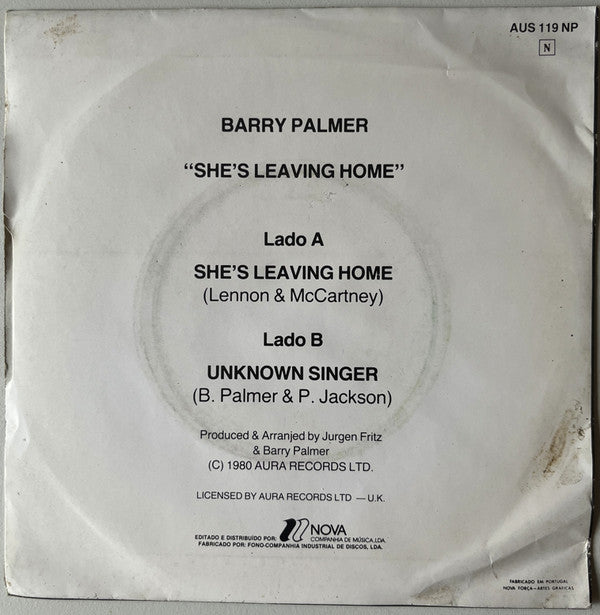 AUS 119 NP
N
BARRY PALMER
“SHE’S LEAVING HOME”
Lado A
SHE’S LEAVING HOME
(Lennon & McCartney)
Lado B
UNKNOWN SINGER
(B. Palmer & P. Jackson)
Produced & Arranjed by Jurgen Fritz
& Barry Palmer
(C) 1980 AURA RECORDS LTD.
LICENSED BY AURA RECORDS LTD — U.K.
EDITADO E DISTRIBUÍDO POR: NOVA
COMPANHIA DE MÚSICA, LDA.
FABRICADO POR: FONO-COMPANHIA INDUSTRIAL DE DISCOS, LDA.
FABRICADO EM PORTUGAL
NOVA FORÇA - ARTES GRÁFICAS